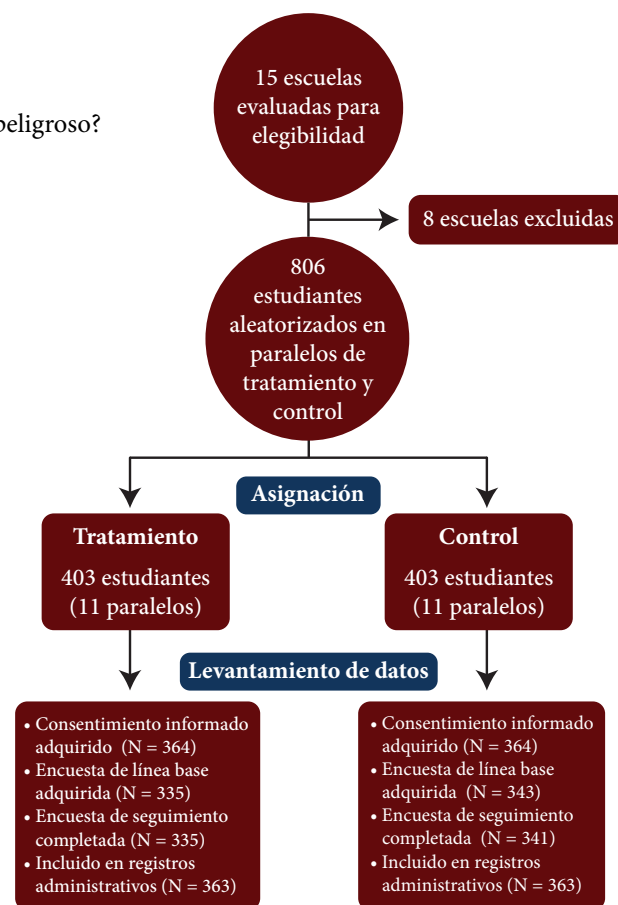 15 escuelas
evaluadas para
elegibilidad
peligroso?
8 escuelas excluidas
806
estudiantes
aleatorizados en
paralelos de
tratamiento y
control
Asignación
Tratamiento
403 estudiantes
(11 paralelos)
Control
403 estudiantes
(11 paralelos)
Levantamiento de datos
• Consentimiento informado
adquirido (N = 364)
• Encuesta de línea base
adquirida (N = 335)
• Encuesta de seguimiento
completada (N = 335)
• Incluido en registros
administrativos (N = 363)
• Consentimiento informado
adquirido (N = 364)
• Encuesta de línea base
adquirida (N = 343)
• Encuesta de seguimiento
completada (N = 341)
• Incluido en registros
administrativos (N = 363)